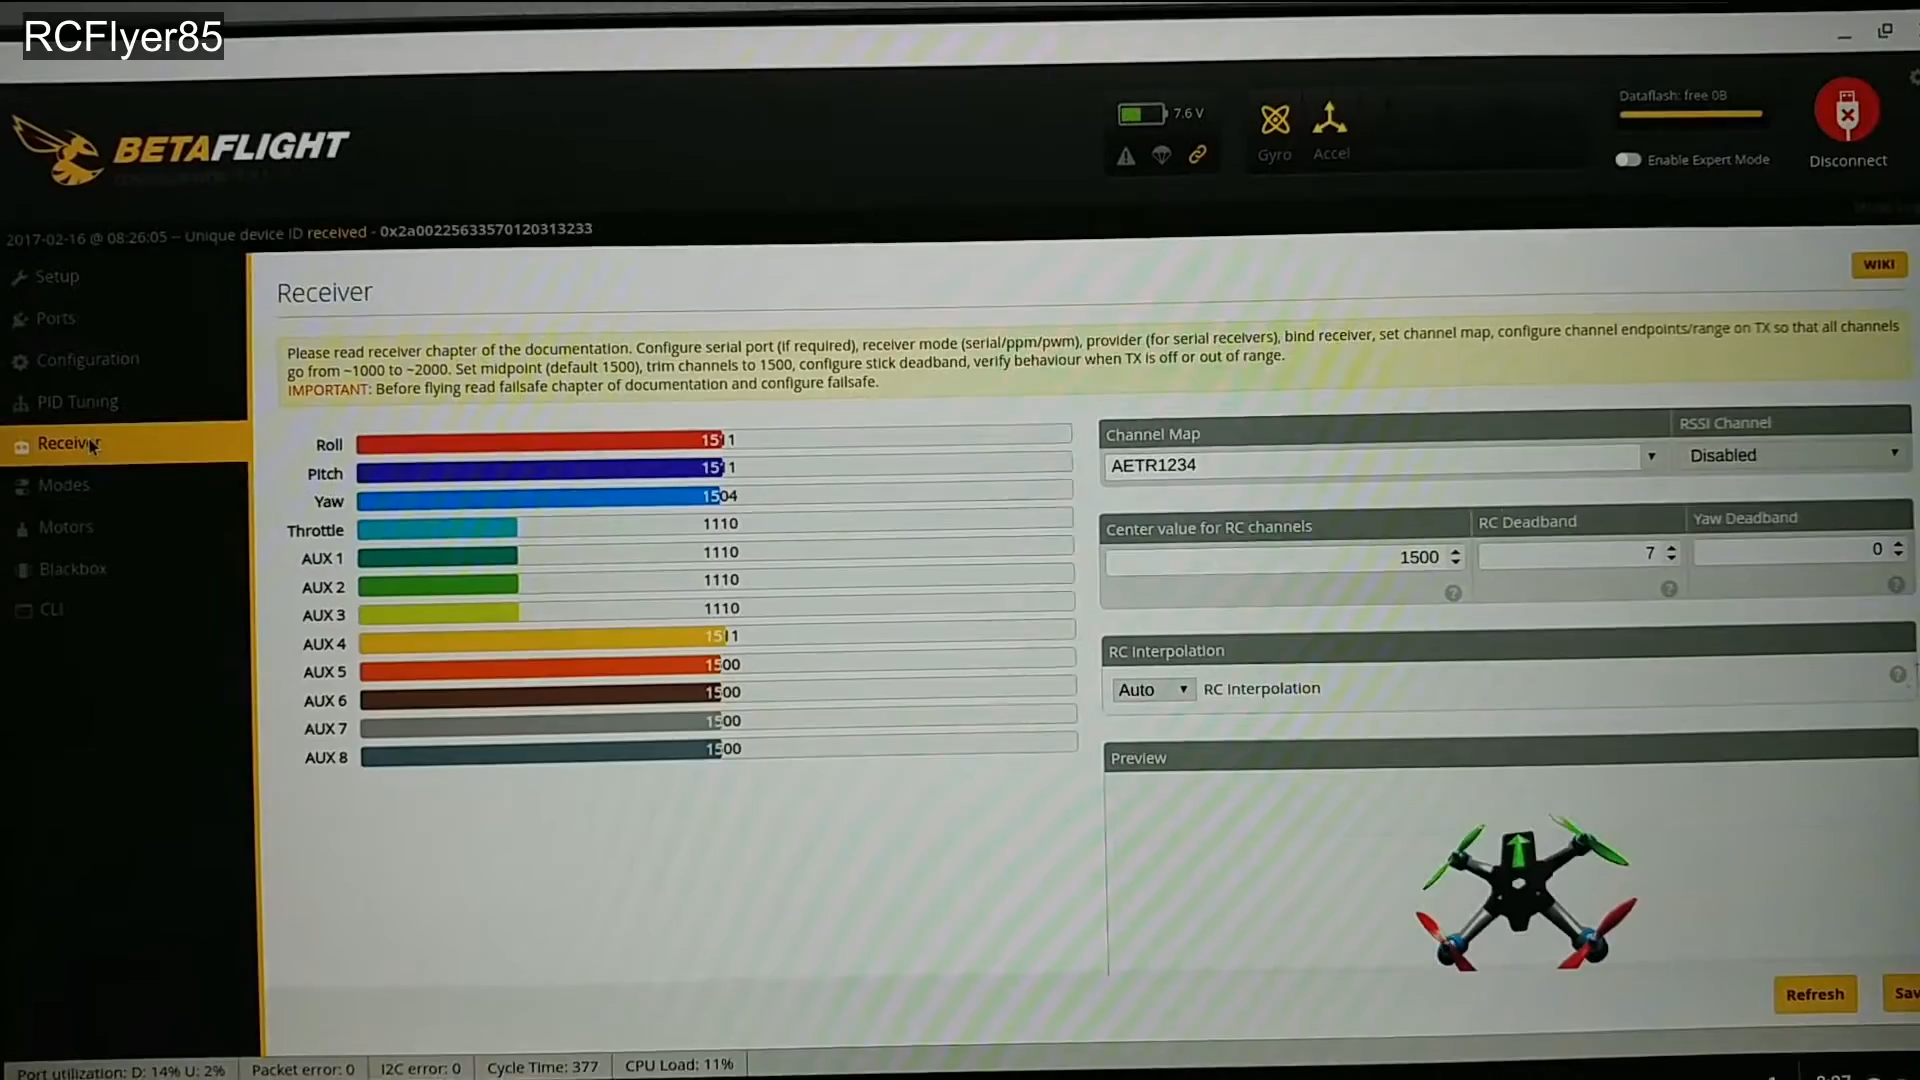 RCFlyer85
BETAFLIGHT
7.6 V
Gyro
Accel
Dataflash: free 0B
Enable Expert Mode
Disconnect
2017-02-16 @ 08:26:05 -- Unique device ID received - 0x2a00225633570120313233
Setup
Ports
Configuration
PID Tuning
Receiver
Modes
Motors
Blackbox
CLI
Receiver
WIKI
Please read receiver chapter of the documentation. Configure serial port (if required), receiver mode (serial/ppm/pwm), provider (for serial receivers), bind receiver, set channel map, configure channel endpoints/range on TX so that all channels
go from ~1000 to ~2000. Set midpoint (default 1500), trim channels to 1500, configure stick deadband, verify behaviour when TX is off or out of range.
IMPORTANT: Before flying read failsafe chapter of documentation and configure failsafe.
Roll 1511
Pitch 1511
Yaw 1504
Throttle 1110
AUX 1 1110
AUX 2 1110
AUX 3 1110
AUX 4 1511
AUX 5 1500
AUX 6 1500
AUX 7 1500
AUX 8 1500
Channel Map
RSSI Channel
AETR1234
Disabled
Center value for RC channels
RC Deadband
Yaw Deadband
1500
7
0
RC Interpolation
Auto
RC Interpolation
Preview
Refresh
Sav
Port utilization: D: 14% U: 2%
Packet error: 0
I2C error: 0
Cycle Time: 377
CPU Load: 11%